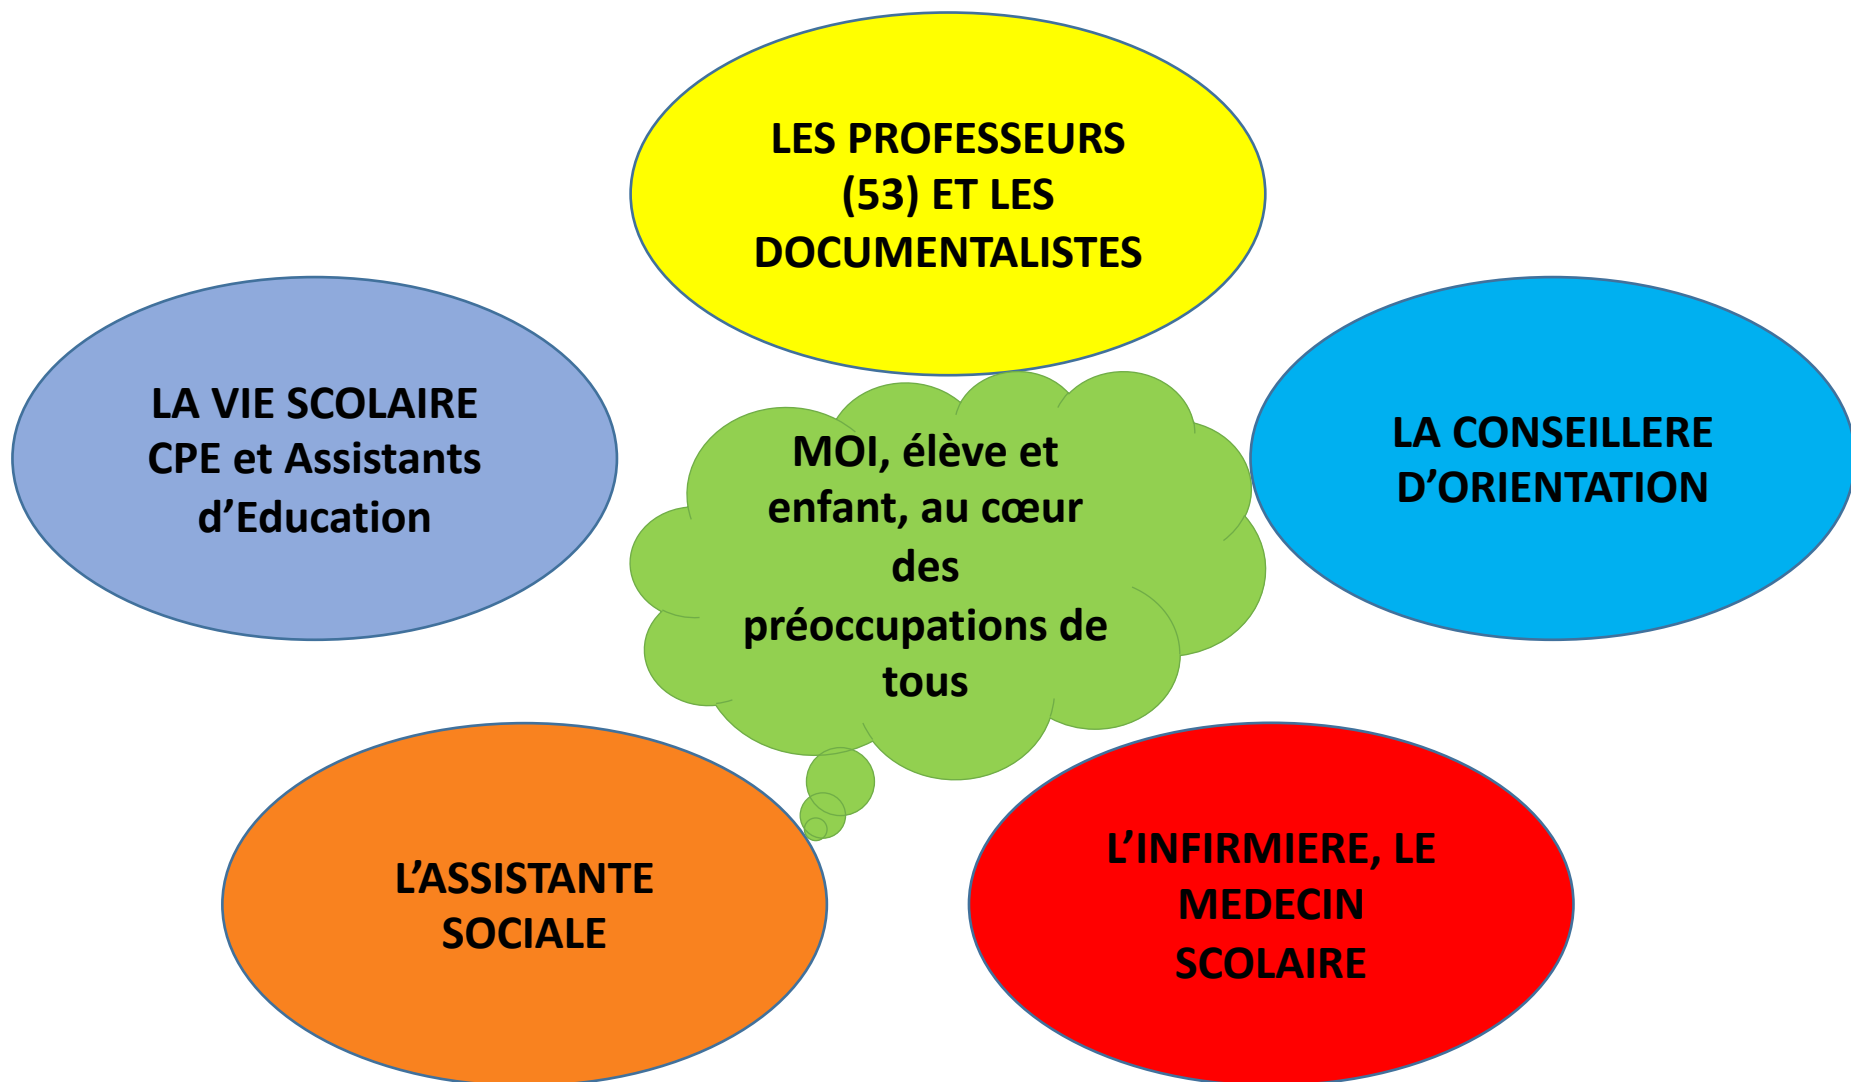 LES PROFESSEURS
(53) ET LES
DOCUMENTALISTES
LA VIE SCOLAIRE
CPE et Assistants
d’Education
MOI, élève et
enfant, au cœur
des
préoccupations de
tous
LA CONSEILLERE
D’ORIENTATION
L’ASSISTANTE
SOCIALE
L’INFIRMIERE, LE
MEDECIN
SCOLAIRE